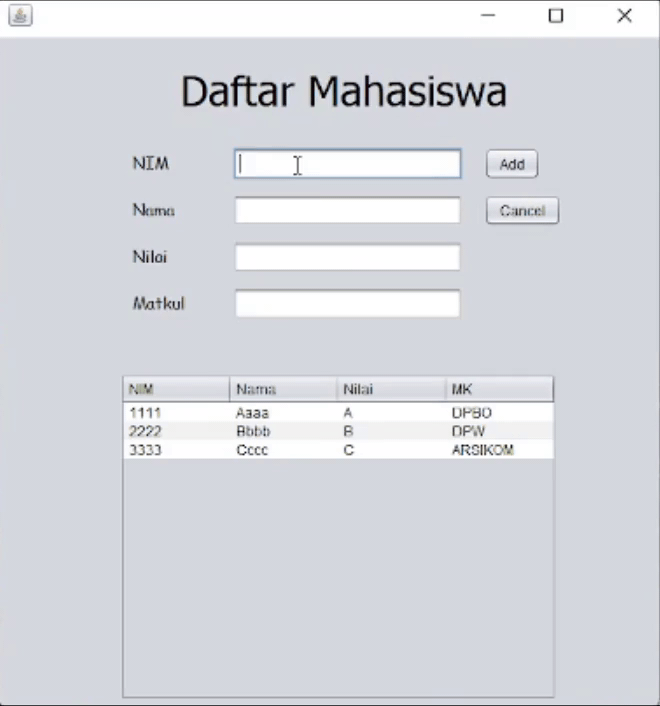 Daftar Mahasiswa
NIM
Add
Nama
Cancel
Nilai
Matkul
NIM Nama Nilai MK
1111 Aaaa A DPBO
2222 Bbbb B DPW
3333 Cccc C ARSIKOM